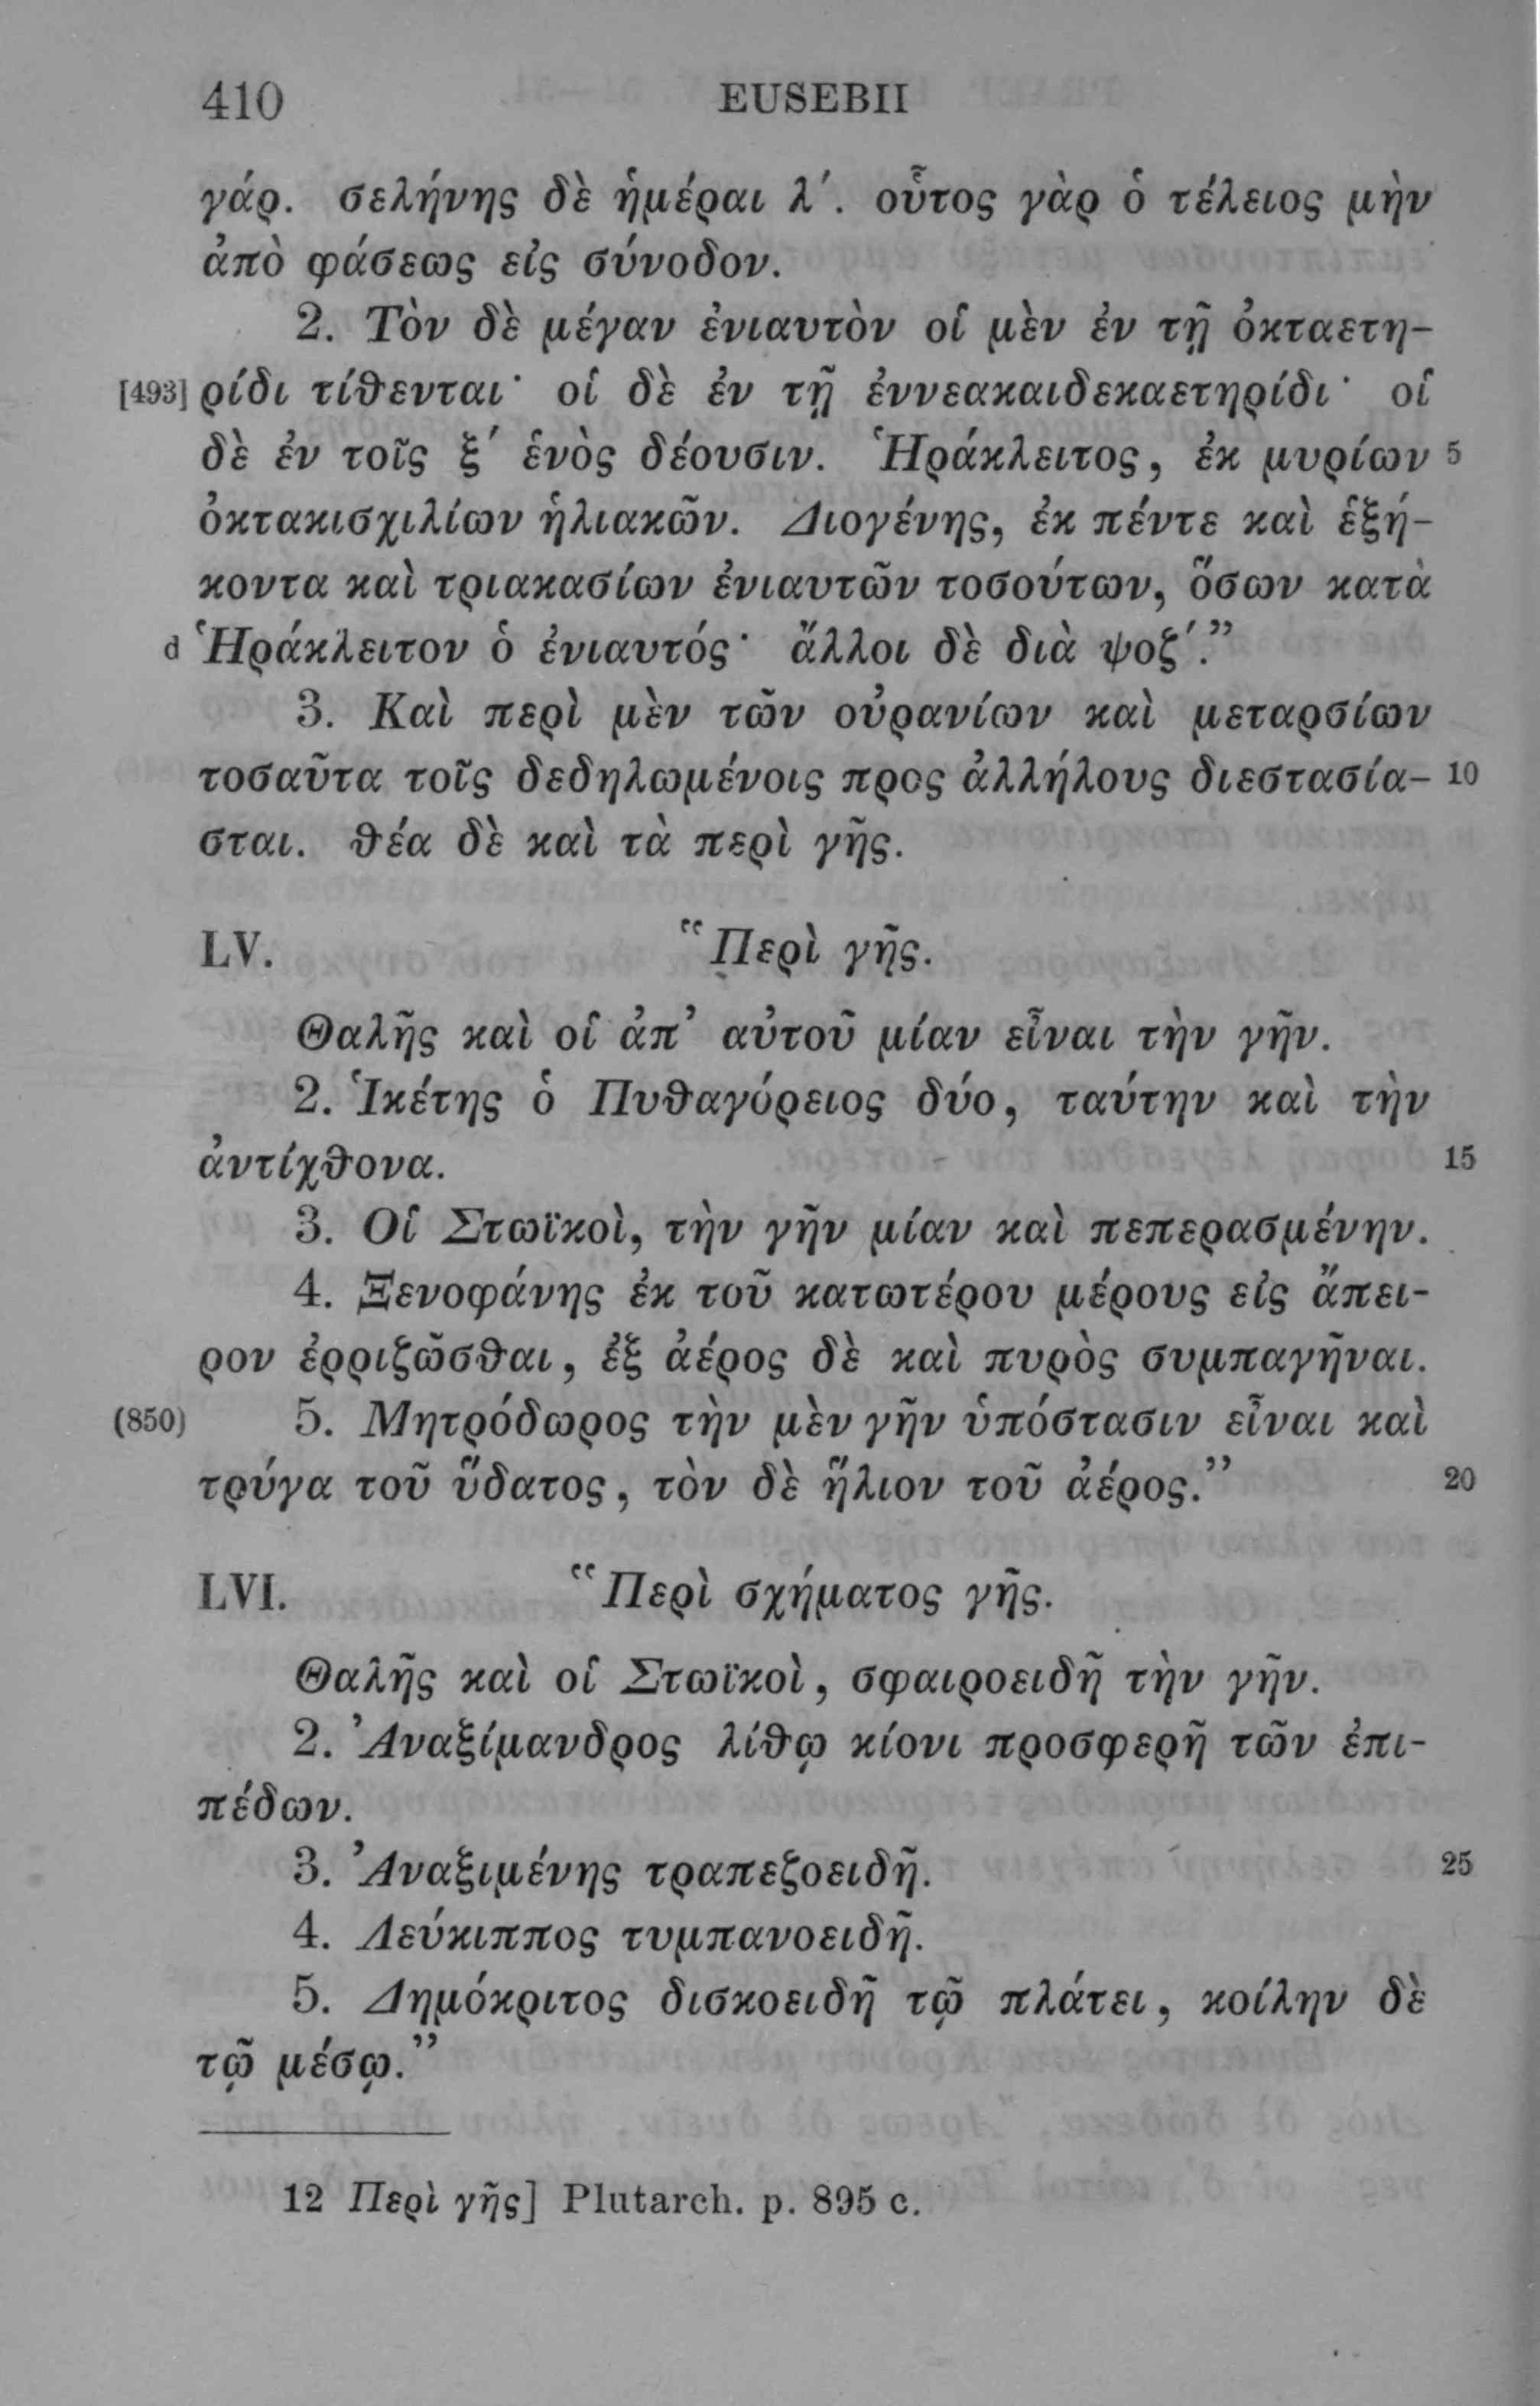 410 EUSEBII
γάρ. σελήνης δὲ ἡμέραι λ΄. οὗτος γὰρ ὁ τέλειος μὴν
ἀπὸ φάσεως εἰς σύνοδον.
2. Τὸν δὲ μέγαν ἐνιαυτὸν οἱ μὲν ἐν τῇ ὀκταετη-
[493] ρίδι τίθενται· οἱ δὲ ἐν τῇ ἐννεακαιδεκαετηρίδι· οἱ
δὲ ἐν τοῖς ξ΄ ἑνὸς δέουσιν. Ἡράκλειτος, ἐκ μυρίων 5
ὀκτακισχιλίων ἡλιακῶν. Διογένης, ἐκ πέντε καὶ ἑξή-
κοντα καὶ τριακασίων ἐνιαυτῶν τοσούτων, ὅσων κατὰ
d Ἡράκλειτον ὁ ἐνιαυτός· ἄλλοι δὲ διὰ ψοζ΄."
3. Καὶ περὶ μὲν τῶν οὐρανίων καὶ μεταρσίων
τοσαῦτα τοῖς δεδηλωμένοις προς ἀλλήλους διεστασία- 10
σται. θέα δὲ καὶ τὰ περὶ γῆς.
LV. "Περὶ γῆς.
Θαλῆς καὶ οἱ ἀπ' αὐτοῦ μίαν εἶναι τὴν γῆν.
2. Ἱκέτης ὁ Πυθαγόρειος δύο, ταύτην καὶ τὴν
ἀντίχθονα. 15
3. Οἱ Στωϊκοὶ, τὴν γῆν μίαν καὶ πεπερασμένην.
4. Ξενοφάνης ἐκ τοῦ κατωτέρου μέρους εἰς ἄπει-
ρον ἐρριζῶσθαι, ἐξ ἀέρος δὲ καὶ πυρὸς συμπαγῆναι.
(850) 5. Μητρόδωρος τὴν μὲν γῆν ὑπόστασιν εἶναι καὶ
τρύγα τοῦ ὕδατος, τὸν δὲ ἥλιον τοῦ ἀέρος." 20
LVI. "Περὶ σχήματος γῆς.
Θαλῆς καὶ οἱ Στωϊκοὶ, σφαιροειδῆ τὴν γῆν.
2. Ἀναξίμανδρος λίθῳ κίονι προσφερῆ τῶν ἐπι-
πέδων.
3. Ἀναξιμένης τραπεζοειδῆ. 25
4. Λεύκιππος τυμπανοειδῆ.
5. Δημόκριτος δισκοειδῆ τῷ πλάτει, κοίλην δὲ
τῷ μέσῳ."
12 Περὶ γῆς] Plutarch. p. 895 c.